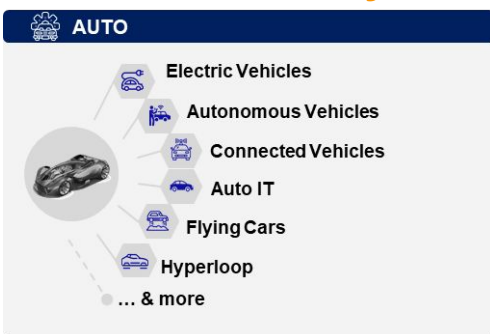 AUTO
Electric Vehicles
Autonomous Vehicles
Connected Vehicles
Auto IT
Flying Cars
Hyperloop
... & more